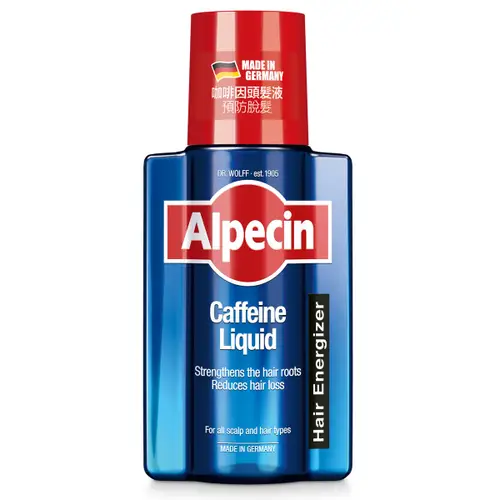 MADE IN
GERMANY
咖啡因頭髮液
預防脫髮
DR. WOLFF · est. 1905
Alpecin
Caffeine
Liquid
Strengthens the hair roots
Reduces hair loss
For all scalp and hair types
MADE IN GERMANY
Hair Energizer